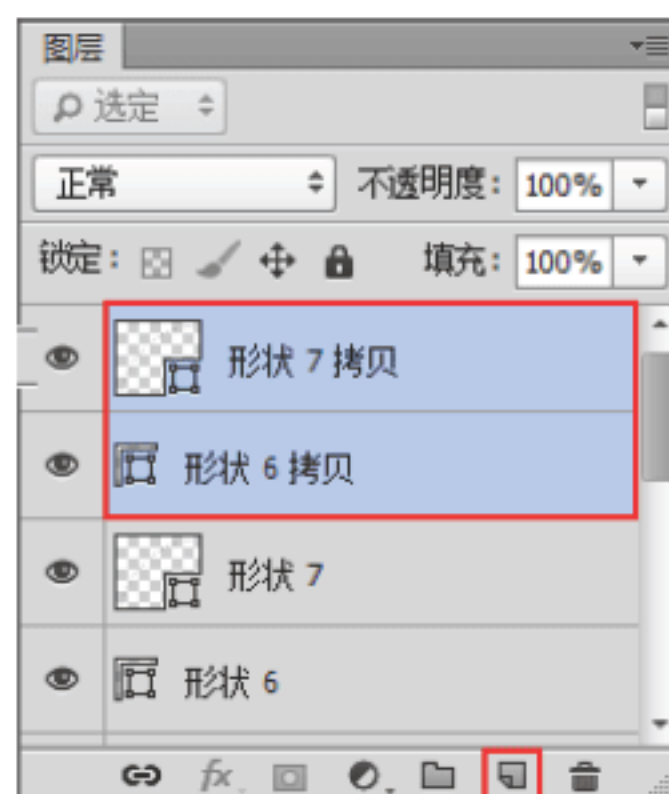 图层
选定
正常 不透明度: 100%
锁定: 填充: 100%
形状 7 拷贝
形状 6 拷贝
形状 7
形状 6
fx